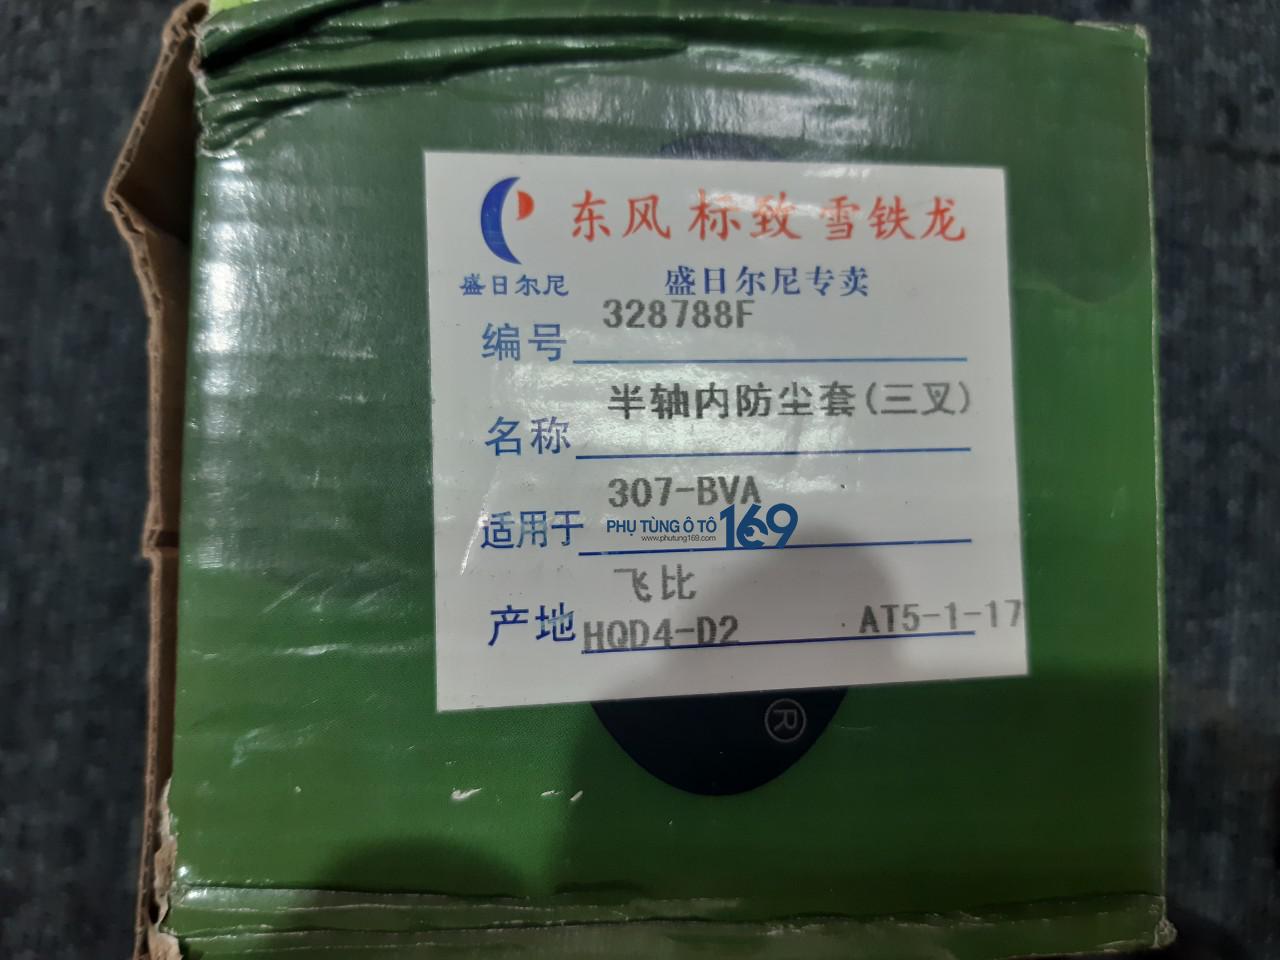 东风 标致 雪铁龙
盛日尔尼
盛日尔尼专卖
编号 328788F
名称 半轴内防尘套(三叉)
适用于 307-BVA
PHỤ TÙNG Ô TÔ 169
www.phutung169.com
飞比
产地 HQD4-D2 AT5-1-17
®